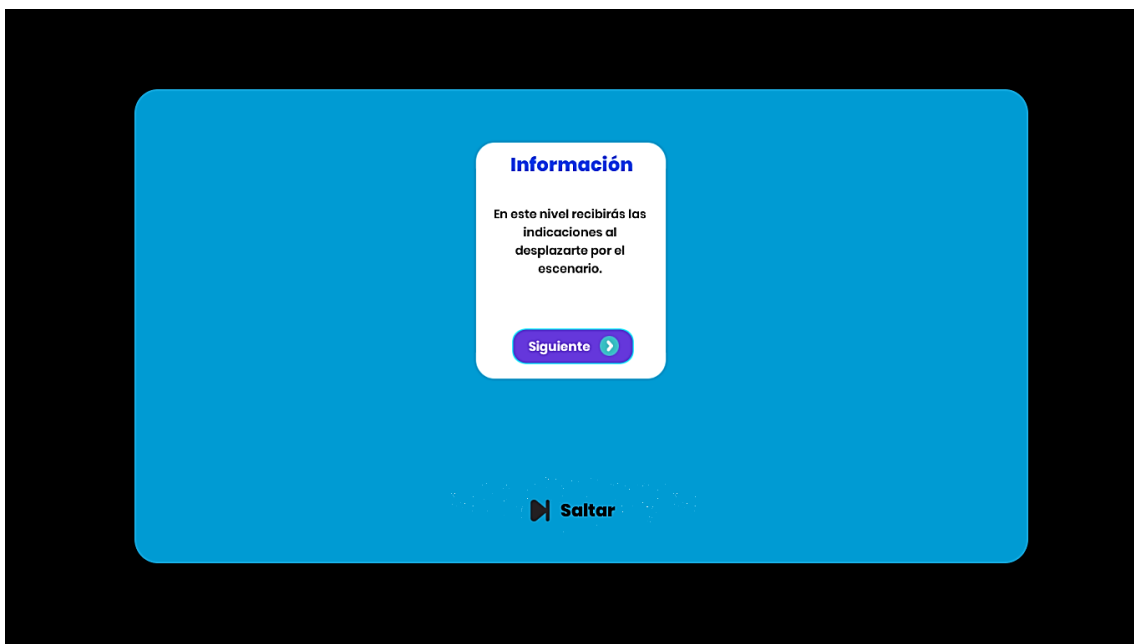 Información
En este nivel recibirás las
indicaciones al
desplazarte por el
escenario.
Siguiente
Saltar